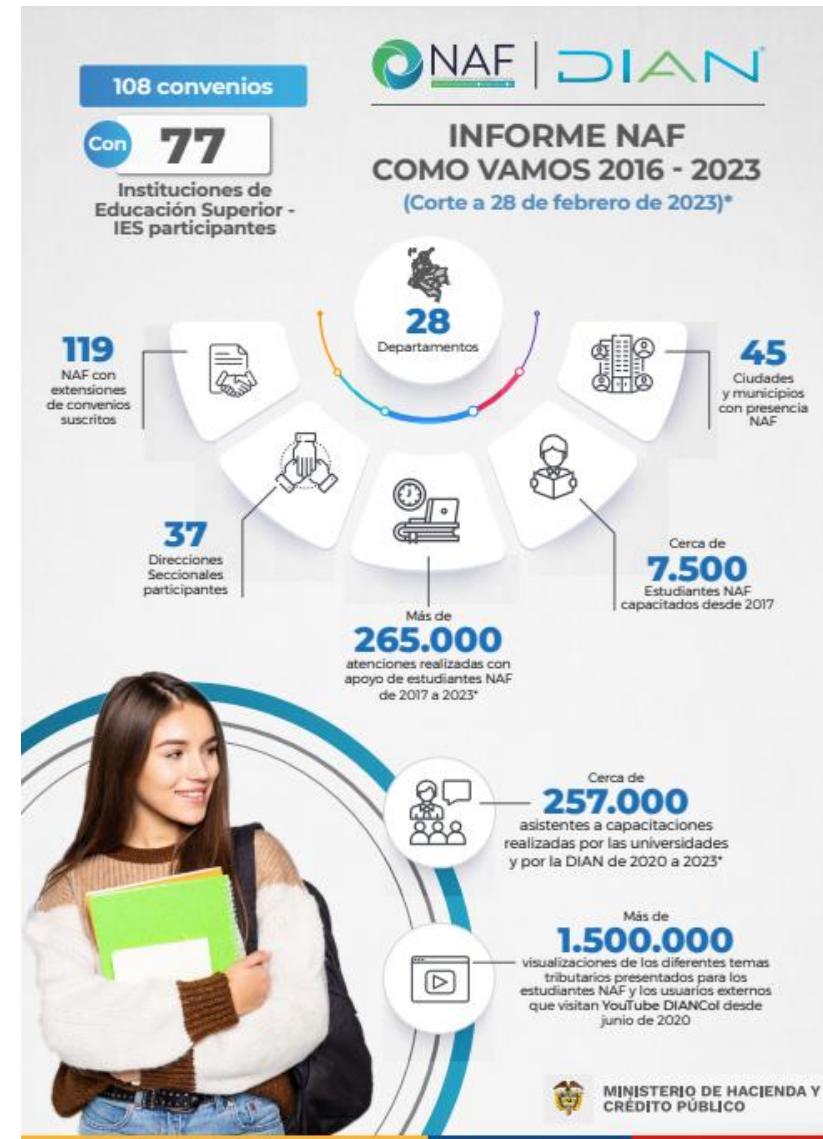 NAF | DIAN
108 convenios
Con 77
Instituciones de
Educación Superior -
IES participantes
INFORME NAF
COMO VAMOS 2016 - 2023
(Corte a 28 de febrero de 2023)*
28
Departamentos
119
NAF con
extensiones
de convenios
suscritos
45
Ciudades
y municipios
con presencia
NAF
37
Direcciones
Seccionales
participantes
Cerca de
7.500
Estudiantes NAF
capacitados desde 2017
Más de
265.000
atenciones realizadas con
apoyo de estudiantes NAF
de 2017 a 2023*
Cerca de
257.000
asistentes a capacitaciones
realizadas por las universidades
y por la DIAN de 2020 a 2023*
Más de
1.500.000
visualizaciones de los diferentes temas
tributarios presentados para los
estudiantes NAF y los usuarios externos
que visitan YouTube DIANCol desde
junio de 2020
MINISTERIO DE HACIENDA Y
CRÉDITO PÚBLICO